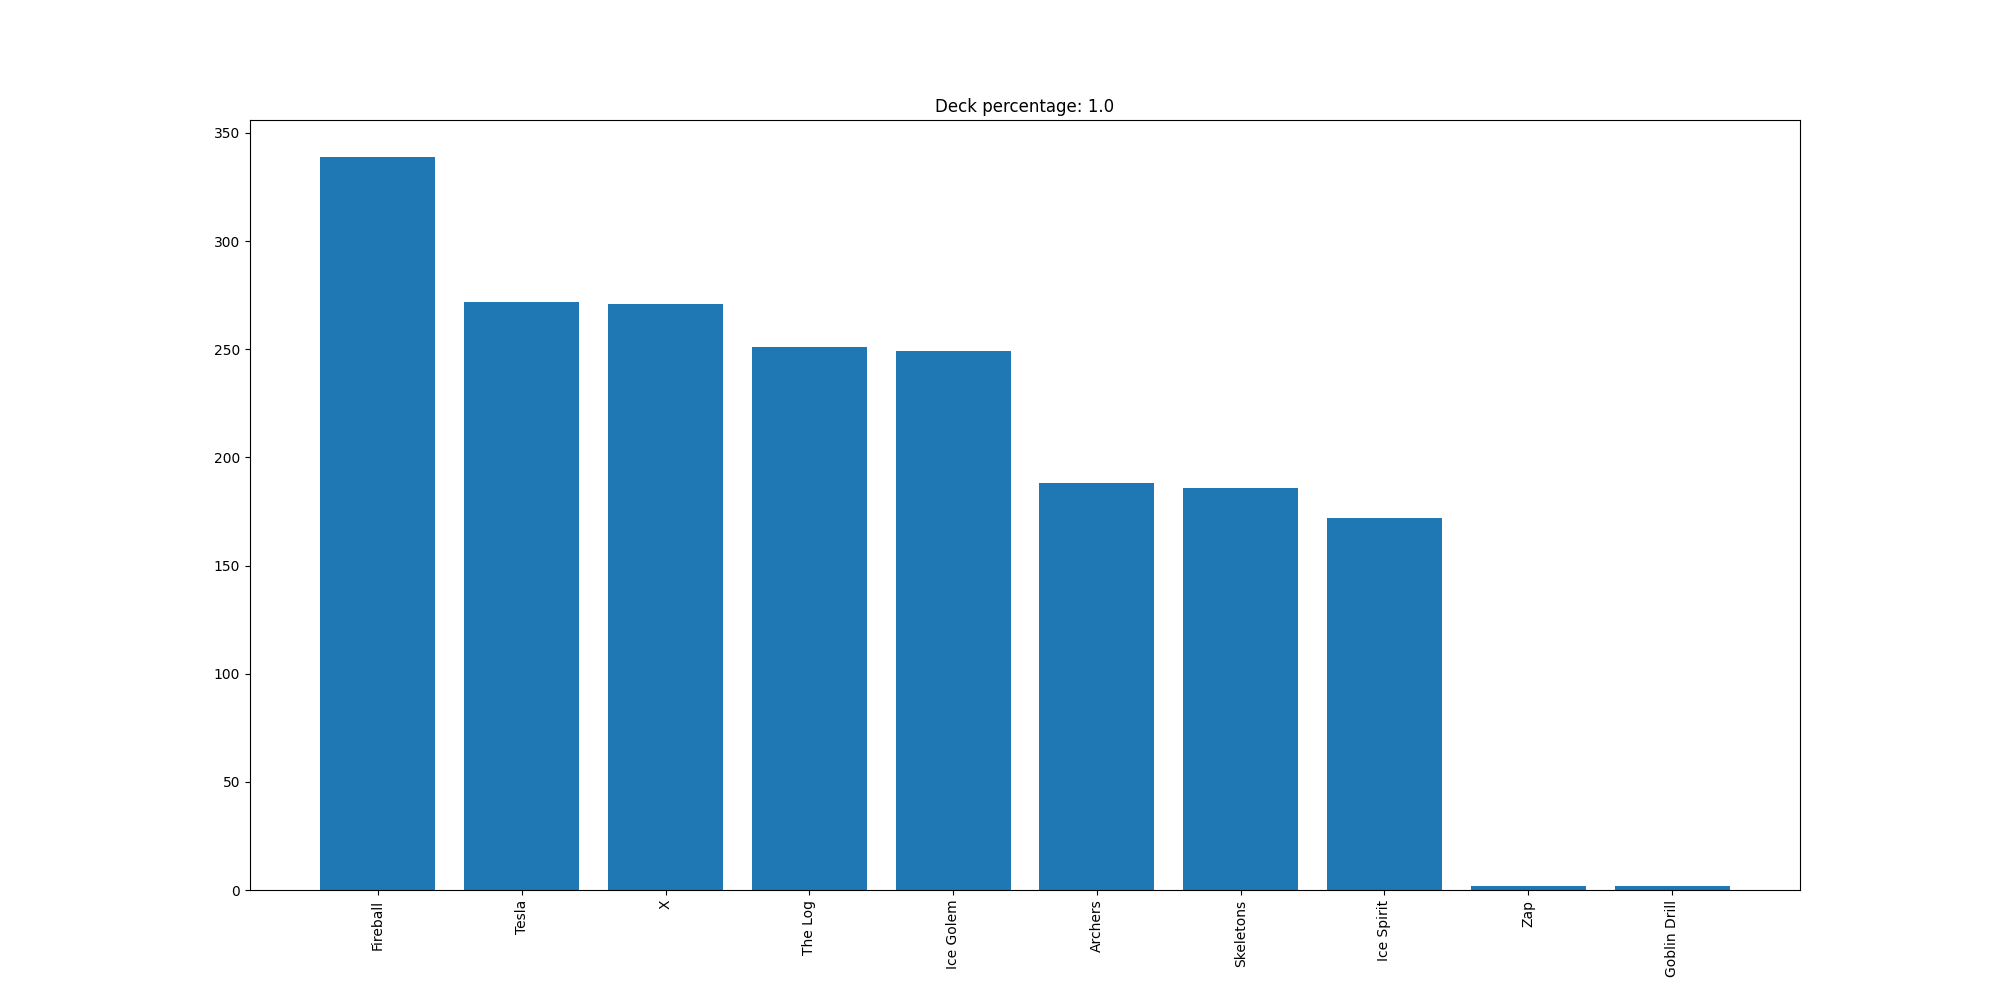 Deck percentage: 1.0
350
300
250
200
150
100
50
0
Fireball
Tesla
X
The Log
Ice Golem
Archers
Skeletons
Ice Spirit
Zap
Goblin Drill